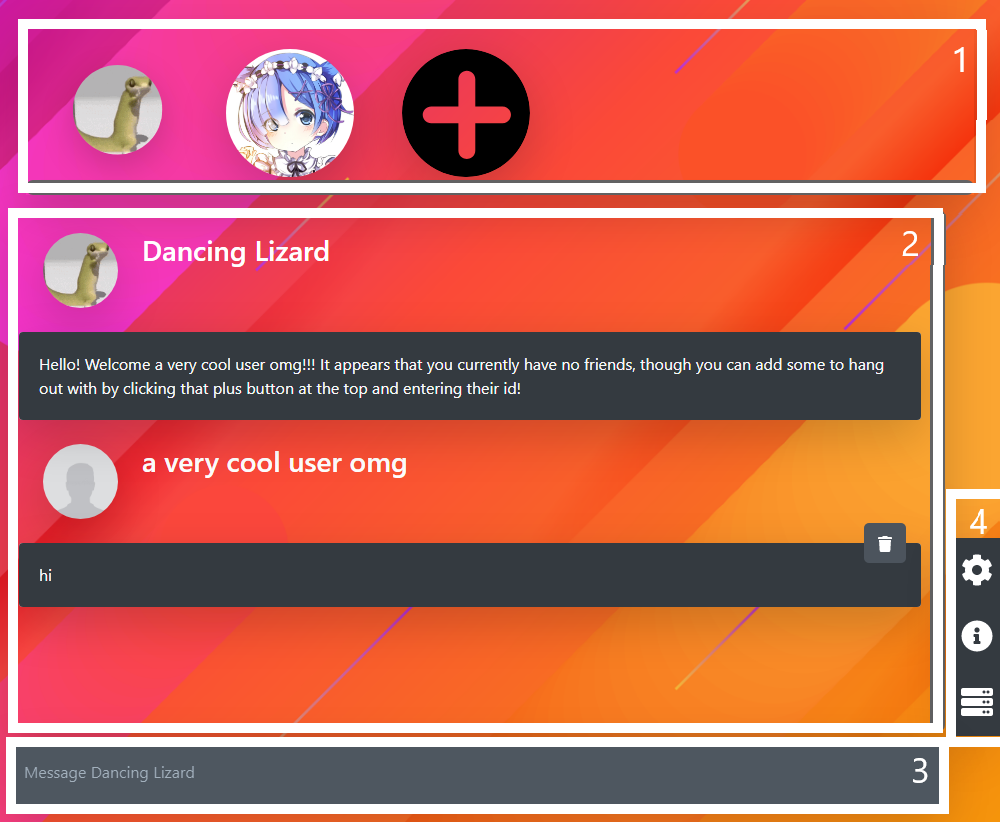 1
Dancing Lizard
2
Hello! Welcome a very cool user omg!!! It appears that you currently have no friends, though you can add some to hang
out with by clicking that plus button at the top and entering their id!
a very cool user omg
hi
4
Message Dancing Lizard
3